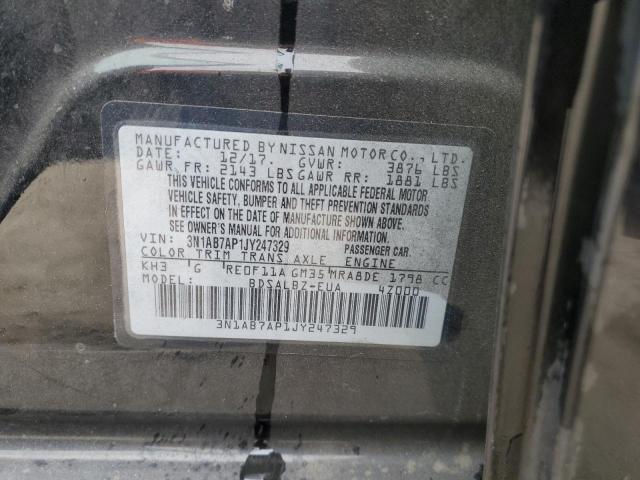 MANUFACTURED BY NISSAN MOTOR CO., LTD.
DATE: 12/17 GVWR: 3876 LBS
GAWR FR: 2143 LBS GAWR RR: 1881 LBS
THIS VEHICLE CONFORMS TO ALL APPLICABLE FEDERAL MOTOR
VEHICLE SAFETY, BUMPER AND THEFT PREVENTION STANDARDS
IN EFFECT ON THE DATE OF MANUFACTURE SHOWN ABOVE.
SEE OWNER'S MANUAL OR INFORMATION BOOKLET.
VIN: 3N1AB7AP1JY247329 PASSENGER CAR.
COLOR TRIM TRANS AXLE ENGINE
KH3 G RE0F11A GM35 MRA8DE 1798 CC
MODEL: BDSALBZ-EUA 4Z000
3N1AB7AP1JY247329